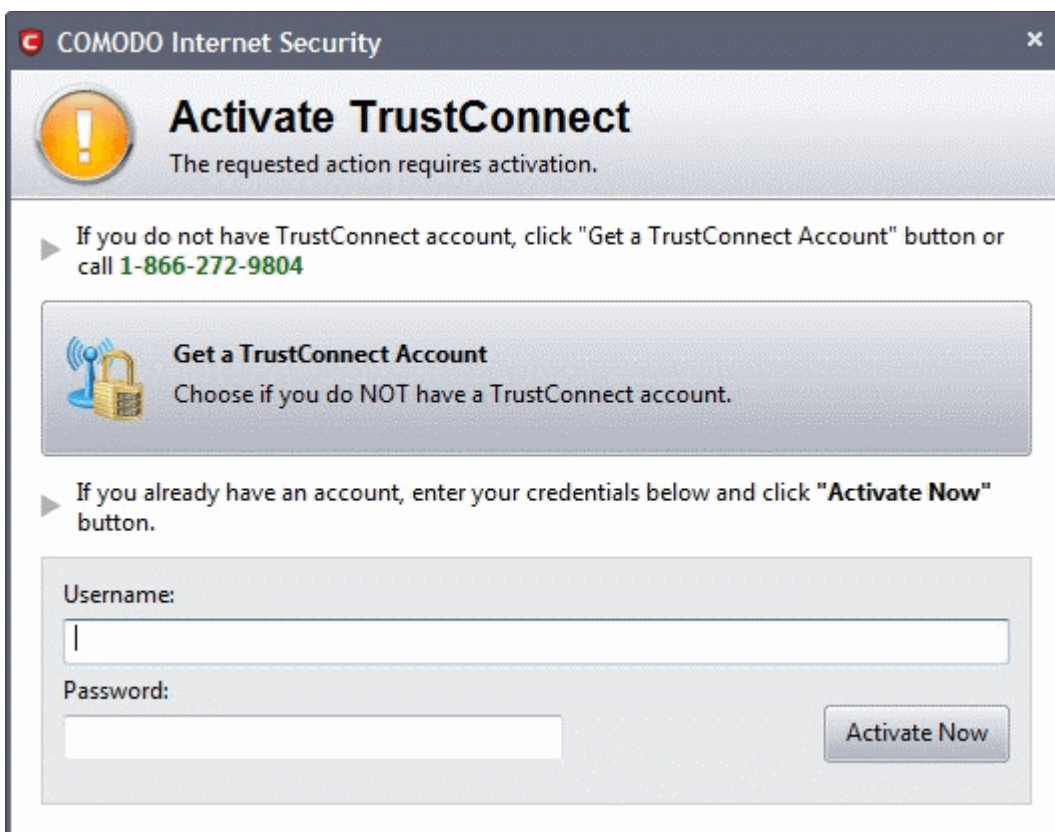 COMODO Internet Security
Activate TrustConnect
The requested action requires activation.
If you do not have TrustConnect account, click "Get a TrustConnect Account" button or
call 1-866-272-9804
Get a TrustConnect Account
Choose if you do NOT have a TrustConnect account.
If you already have an account, enter your credentials below and click "Activate Now"
button.
Username:
Password:
Activate Now